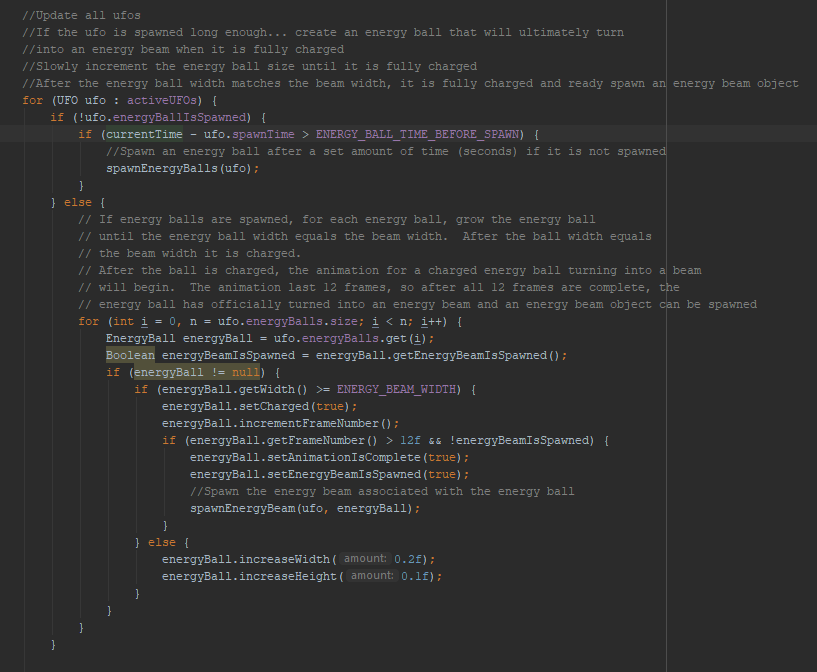 //Update all ufos
//If the ufo is spawned long enough... create an energy ball that will ultimately turn
//into an energy beam when it is fully charged
//Slowly increment the energy ball size until it is fully charged
//After the energy ball width matches the beam width, it is fully charged and ready spawn an energy beam object
for (UFO ufo : activeUFOs) {
    if (!ufo.energyBallIsSpawned) {
        if (currentTime - ufo.spawnTime > ENERGY_BALL_TIME_BEFORE_SPAWN) {
            //Spawn an energy ball after a set amount of time (seconds) if it is not spawned
            spawnEnergyBalls(ufo);
        }
    } else {
        // If energy balls are spawned, for each energy ball, grow the energy ball
        // until the energy ball width equals the beam width.  After the ball width equals
        // the beam width it is charged.
        // After the ball is charged, the animation for a charged energy ball turning into a beam
        // will begin.  The animation last 12 frames, so after all 12 frames are complete, the
        // energy ball has officially turned into an energy beam and an energy beam object can be spawned
        for (int i = 0, n = ufo.energyBalls.size; i < n; i++) {
            EnergyBall energyBall = ufo.energyBalls.get(i);
            Boolean energyBeamIsSpawned = energyBall.getEnergyBeamIsSpawned();
            if (energyBall != null) {
                if (energyBall.getWidth() >= ENERGY_BEAM_WIDTH) {
                    energyBall.setCharged(true);
                    energyBall.incrementFrameNumber();
                    if (energyBall.getFrameNumber() > 12f && !energyBeamIsSpawned) {
                        energyBall.setAnimationIsComplete(true);
                        energyBall.setEnergyBeamIsSpawned(true);
                        //Spawn the energy beam associated with the energy ball
                        spawnEnergyBeam(ufo, energyBall);
                    }
                } else {
                    energyBall.increaseWidth( amount: 0.2f);
                    energyBall.increaseHeight( amount: 0.1f);
                }
            }
        }
    }